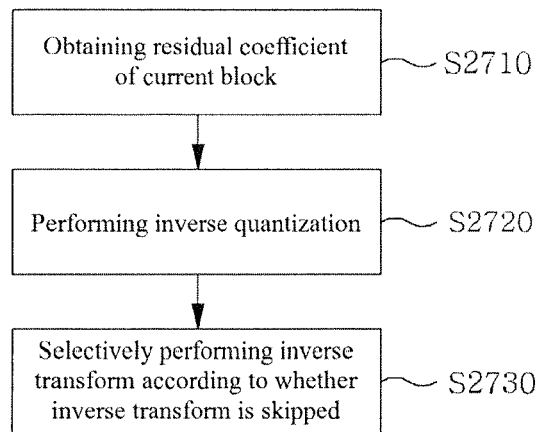 Obtaining residual coefficient
of current block
S2710
Performing inverse quantization
S2720
Selectively performing inverse
transform according to whether
inverse transform is skipped
S2730